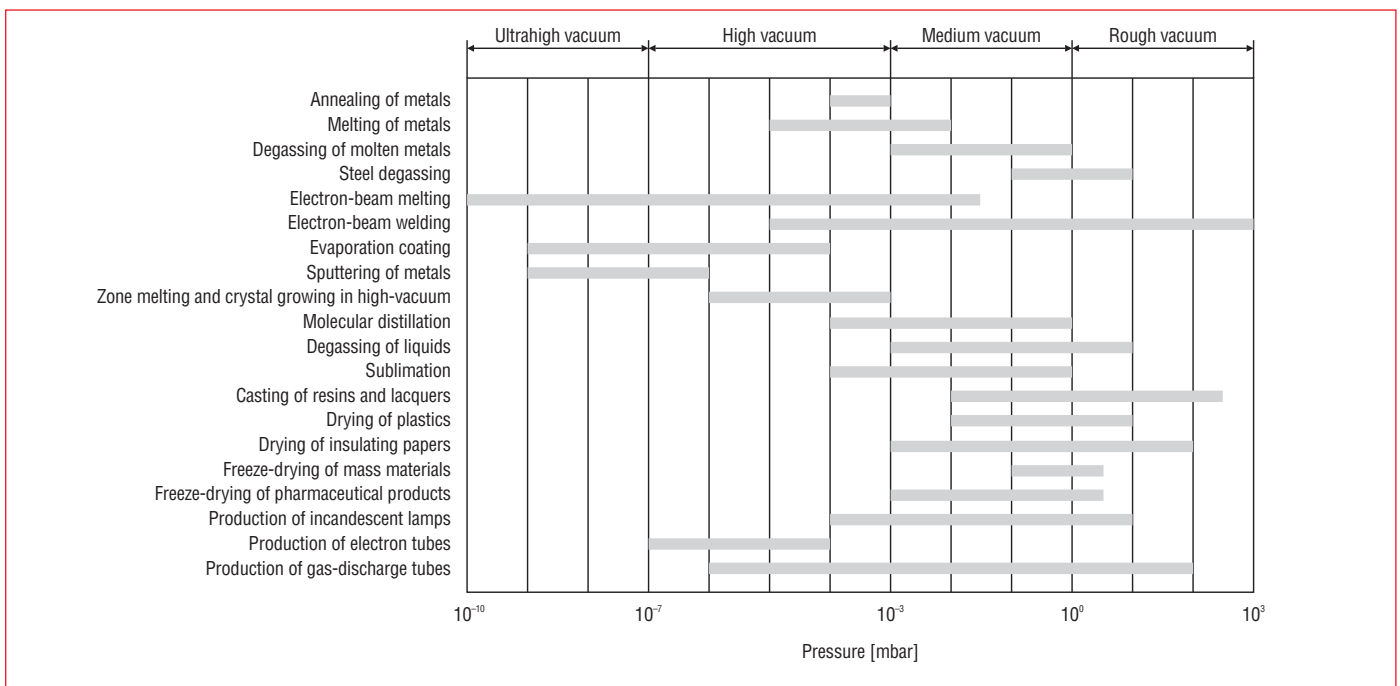 Ultrahigh vacuum High vacuum Medium vacuum Rough vacuum
Annealing of metals
Melting of metals
Degassing of molten metals
Steel degassing
Electron-beam melting
Electron-beam welding
Evaporation coating
Sputtering of metals
Zone melting and crystal growing in high-vacuum
Molecular distillation
Degassing of liquids
Sublimation
Casting of resins and lacquers
Drying of plastics
Drying of insulating papers
Freeze-drying of mass materials
Freeze-drying of pharmaceutical products
Production of incandescent lamps
Production of electron tubes
Production of gas-discharge tubes
10⁻¹⁰ 10⁻⁷ 10⁻³ 10⁰ 10³
Pressure [mbar]